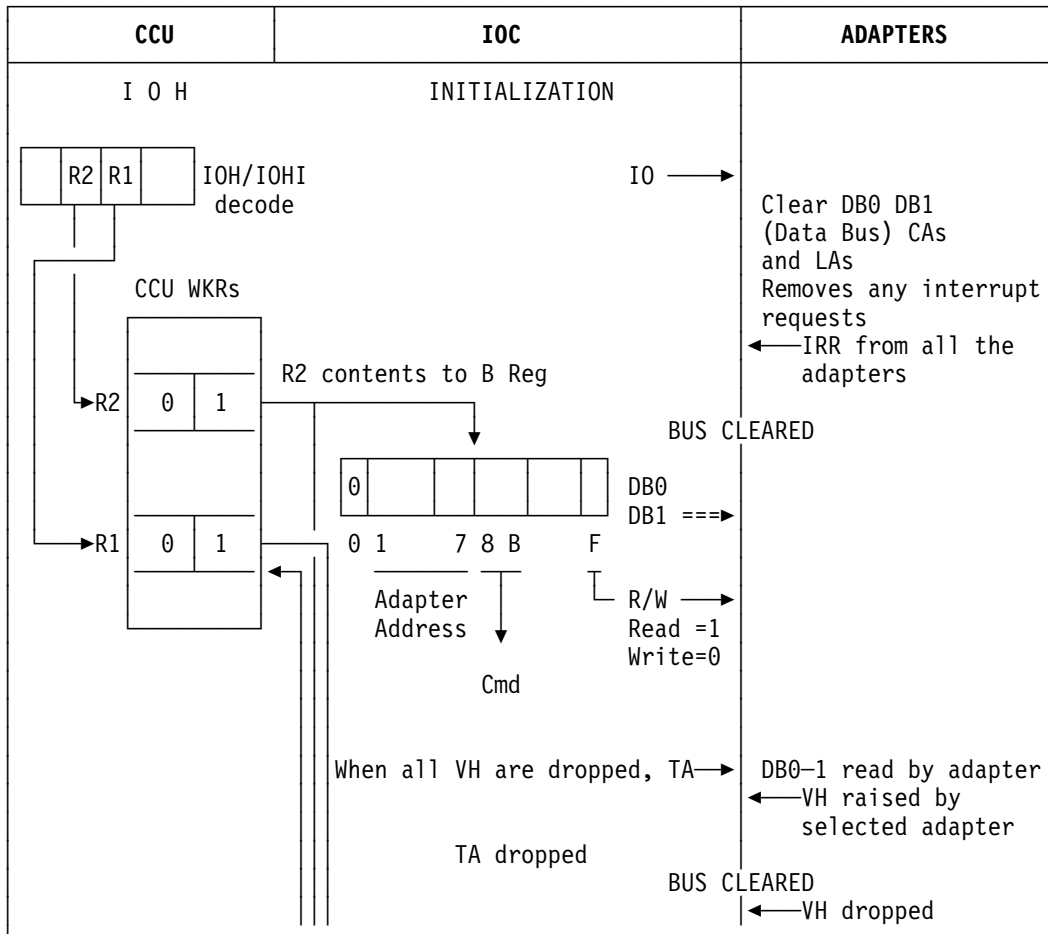 CCU IOC ADAPTERS
I O H INITIALIZATION
R2 R1 IOH/IOHI IO
decode
Clear DB0 DB1
(Data Bus) CAs
and LAs
CCU WKRs Removes any interrupt
requests
IRR from all the
adapters
R2 contents to B Reg
R2 0 1
BUS CLEARED
0 DB0
DB1 ===
R1 0 1 0 1 7 8 B F
Adapter R/W
Address Read =1
Write=0
Cmd
When all VH are dropped, TA DB0—1 read by adapter
VH raised by
selected adapter
TA dropped
BUS CLEARED
VH dropped